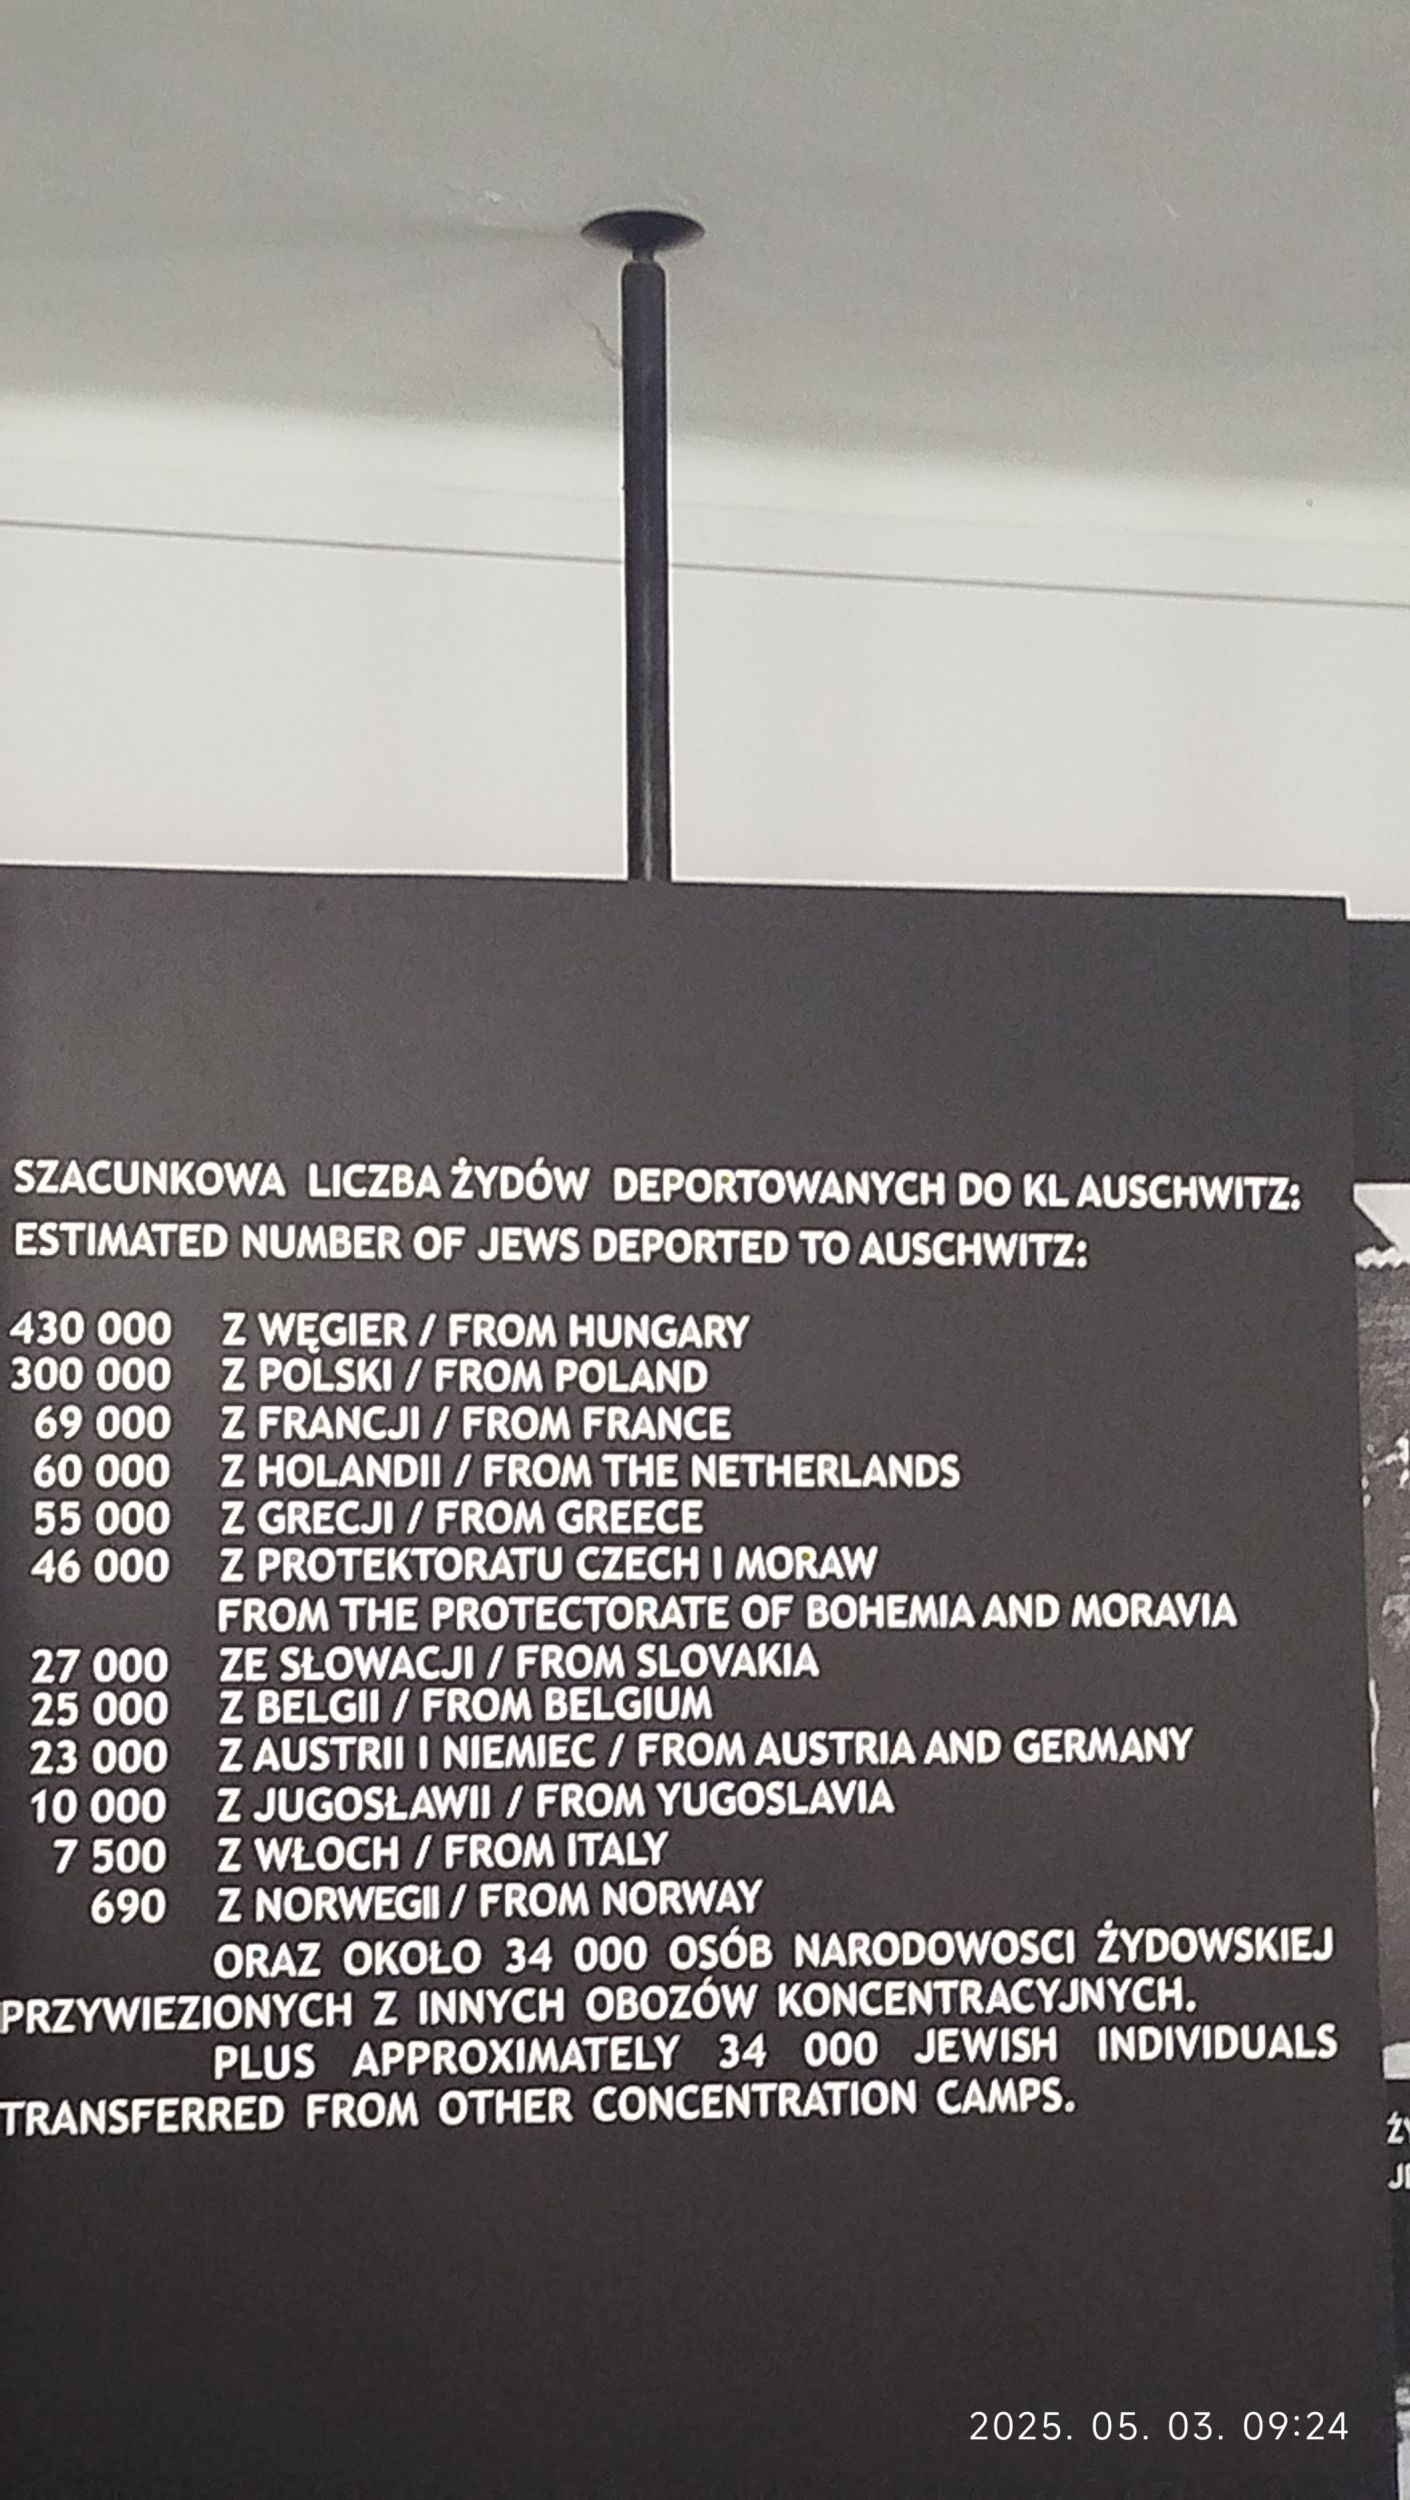 SZACUNKOWA LICZBA ŻYDÓW DEPORTOWANYCH DO KL AUSCHWITZ:
ESTIMATED NUMBER OF JEWS DEPORTED TO AUSCHWITZ:
430 000 Z WĘGIER / FROM HUNGARY
300 000 Z POLSKI / FROM POLAND
69 000 Z FRANCJI / FROM FRANCE
60 000 Z HOLANDII / FROM THE NETHERLANDS
55 000 Z GRECJI / FROM GREECE
46 000 Z PROTEKTORATU CZECH I MORAW
FROM THE PROTECTORATE OF BOHEMIA AND MORAVIA
27 000 ZE SŁOWACJI / FROM SLOVAKIA
25 000 Z BELGII / FROM BELGIUM
23 000 Z AUSTRII I NIEMIEC / FROM AUSTRIA AND GERMANY
10 000 Z JUGOSŁAWII / FROM YUGOSLAVIA
7 500 Z WŁOCH / FROM ITALY
690 Z NORWEGII / FROM NORWAY
ORAZ OKOŁO 34 000 OSÓB NARODOWOSCI ŻYDOWSKIEJ
PRZYWIEZIONYCH Z INNYCH OBOZÓW KONCENTRACYJNYCH.
PLUS APPROXIMATELY 34 000 JEWISH INDIVIDUALS
TRANSFERRED FROM OTHER CONCENTRATION CAMPS.
2025. 05. 03. 09:24